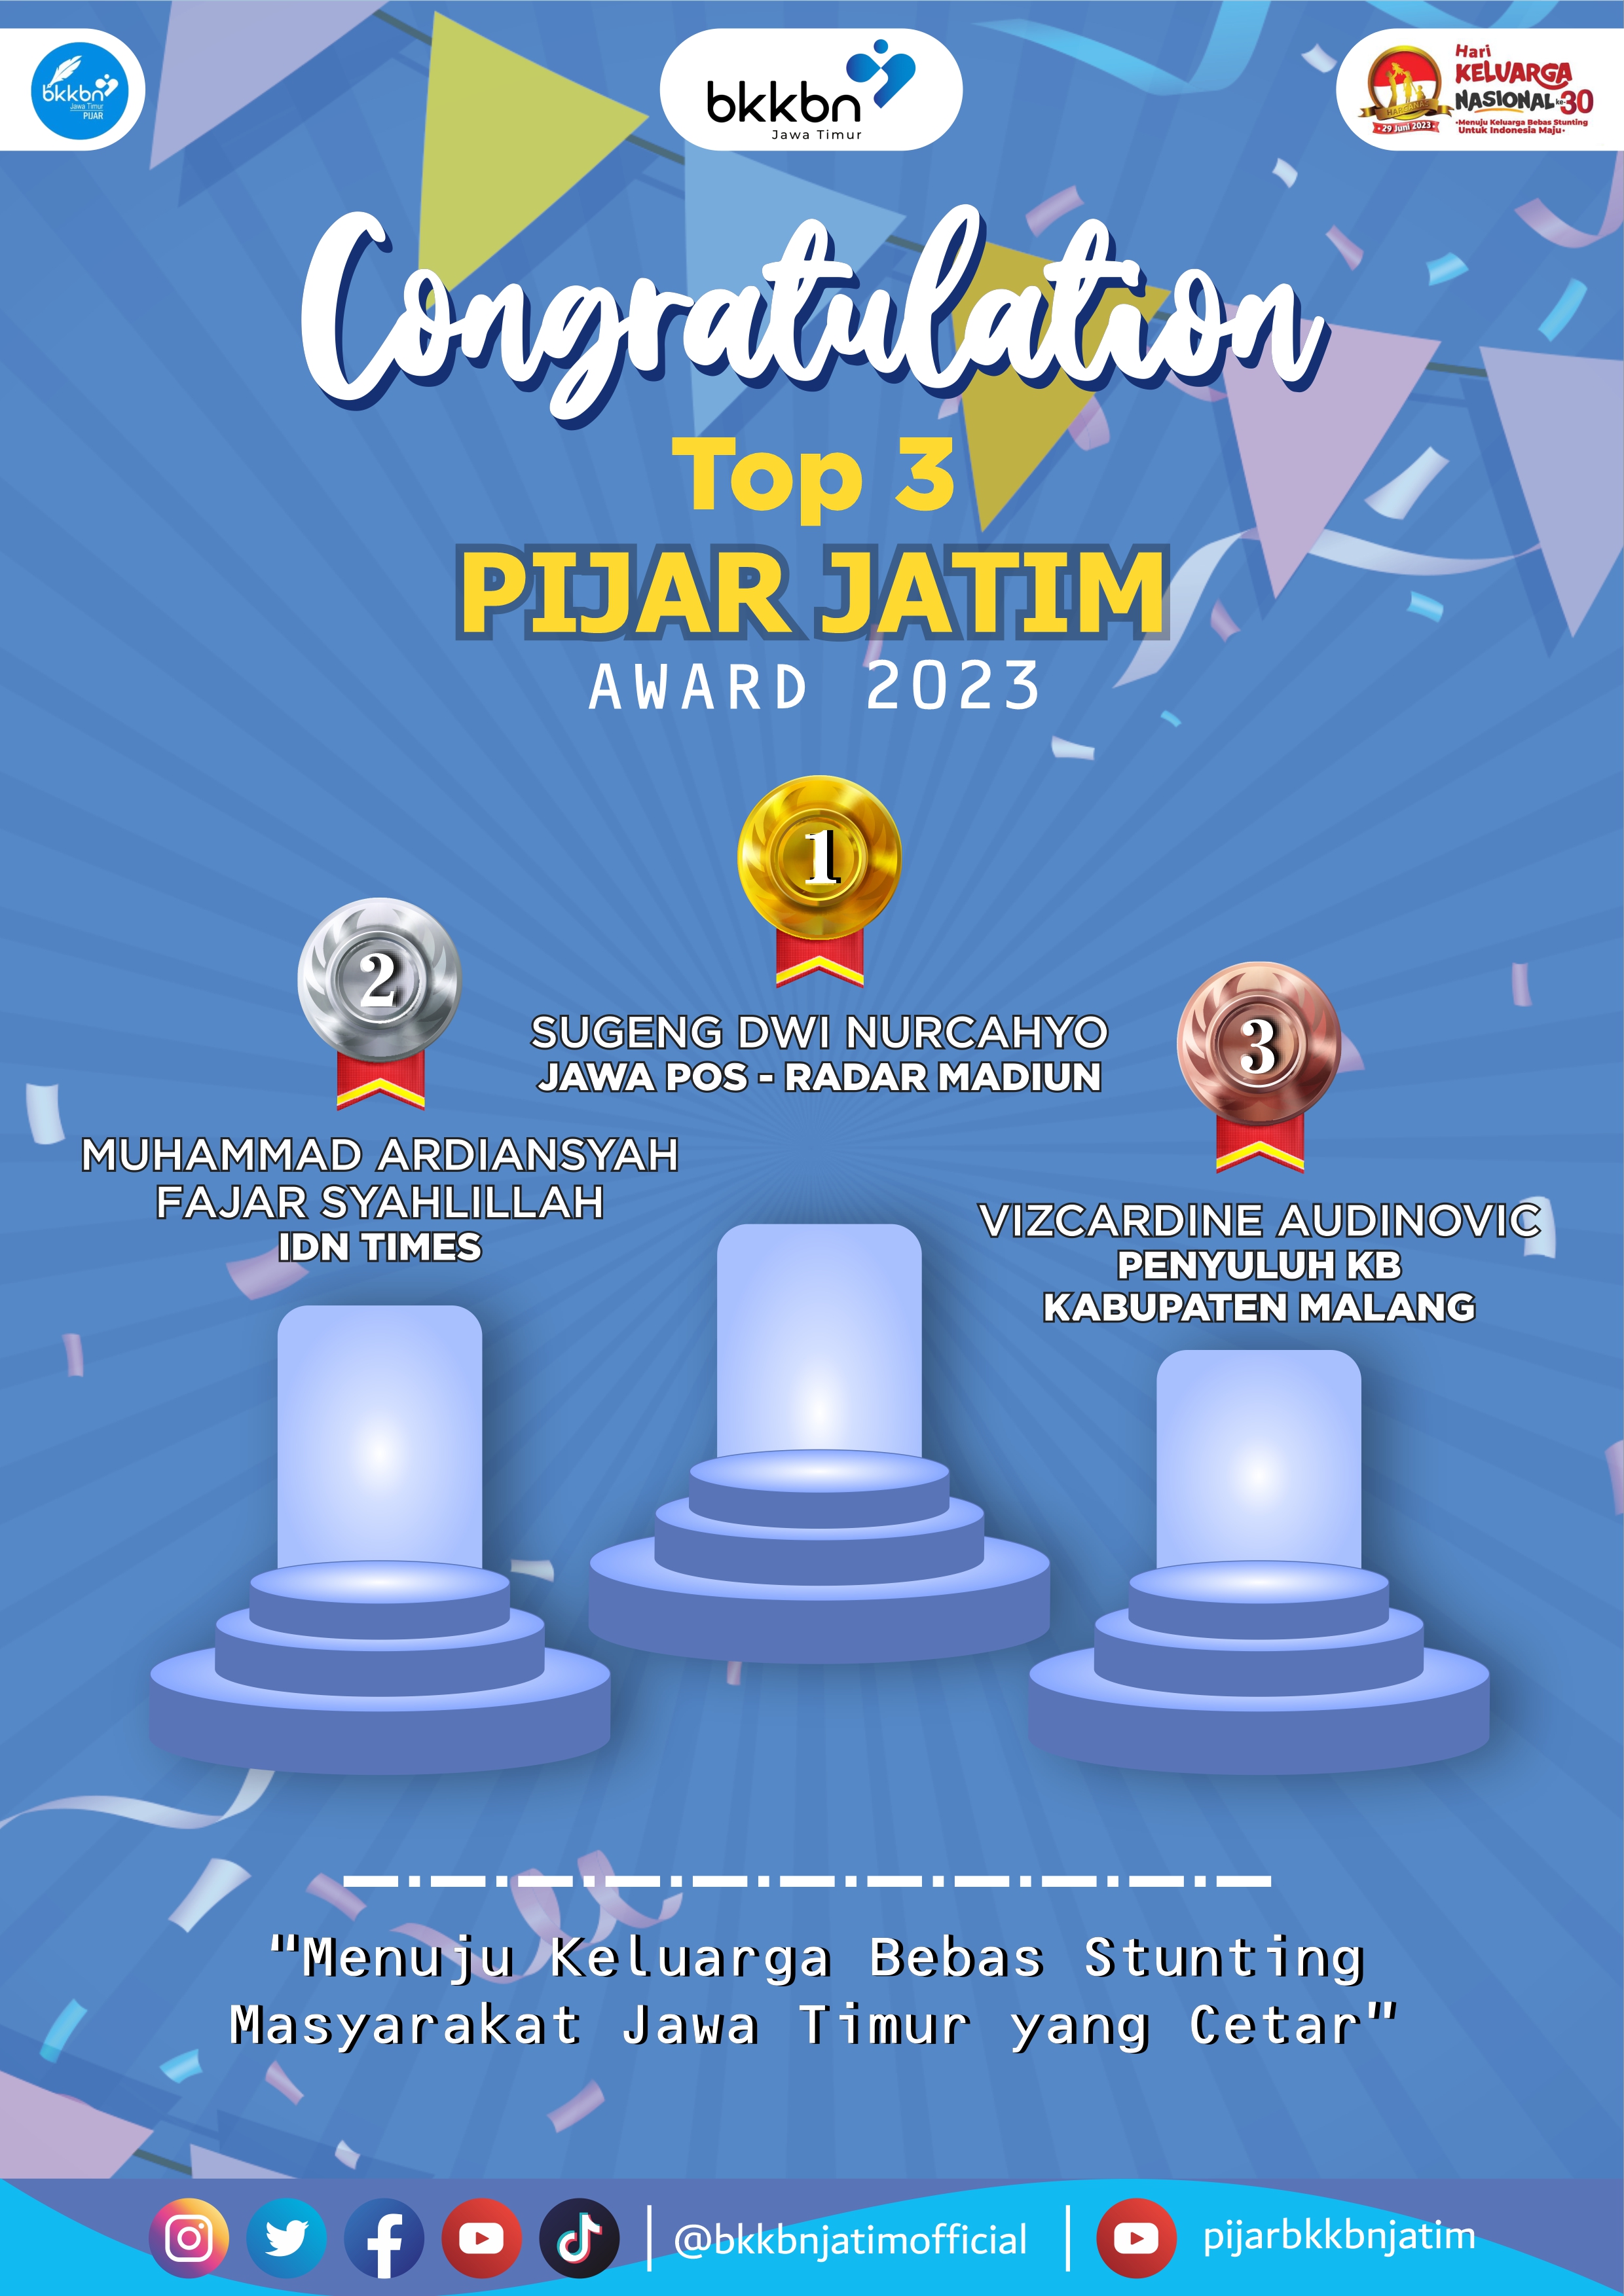 bkkbn
Jawa Timur
PIJAR
bkkbn
Jawa Timur
Hari
KELUARGA
NASIONAL ke-30
HARGANAS
• 29 Juni 2023 •
•Menuju Keluarga Bebas Stunting
Untuk Indonesia Maju•
Congratulation
Top 3
PIJAR JATIM
AWARD 2023
1
2
3
SUGENG DWI NURCAHYO
JAWA POS - RADAR MADIUN
MUHAMMAD ARDIANSYAH
FAJAR SYAHLILLAH
IDN TIMES
VIZCARDINE AUDINOVIC
PENYULUH KB
KABUPATEN MALANG
"Menuju Keluarga Bebas Stunting
Masyarakat Jawa Timur yang Cetar"
@bkkbnjatimofficial
pijarbkkbnjatim